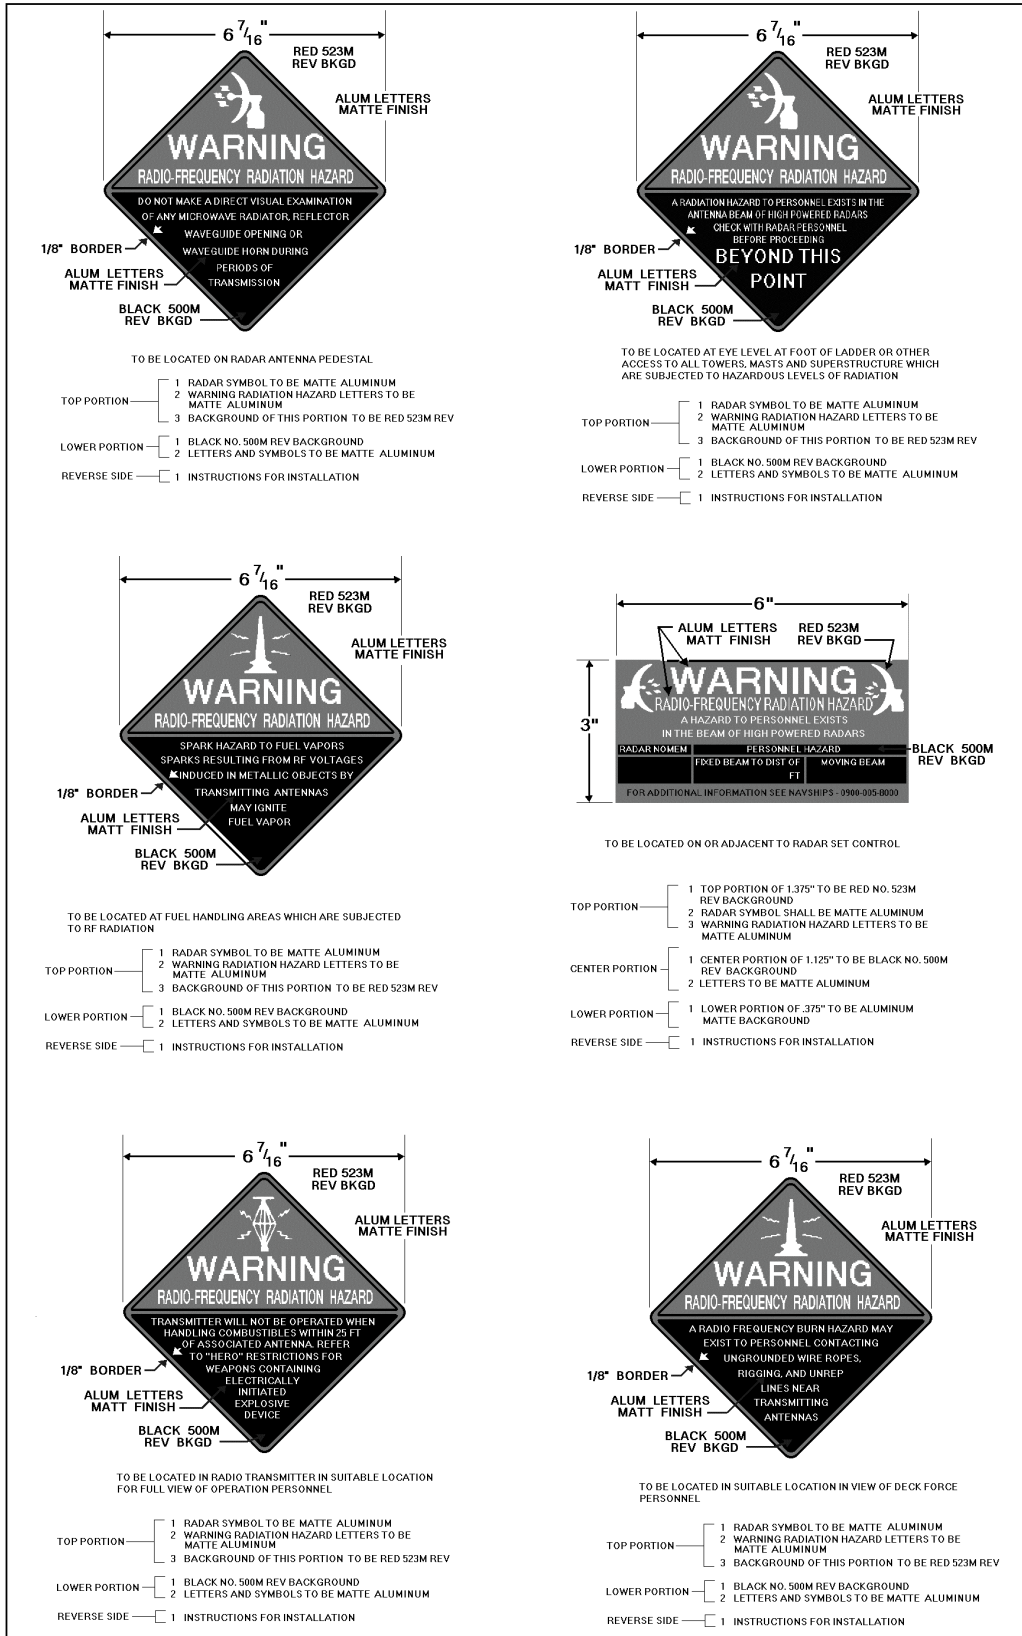 6 7/16"
RED 523M
REV BKGD
ALUM LETTERS
MATTE FINISH
WARNING
RADIO-FREQUENCY RADIATION HAZARD
DO NOT MAKE A DIRECT VISUAL EXAMINATION
OF ANY MICROWAVE RADIATOR, REFLECTOR
WAVEGUIDE OPENING OR
WAVEGUIDE HORN DURING
PERIODS OF
TRANSMISSION
1/8" BORDER
ALUM LETTERS
MATTE FINISH
BLACK 500M
REV BKGD
TO BE LOCATED ON RADAR ANTENNA PEDESTAL
TOP PORTION
1 RADAR SYMBOL TO BE MATTE ALUMINUM
2 WARNING RADIATION HAZARD LETTERS TO BE
MATTE ALUMINUM
3 BACKGROUND OF THIS PORTION TO BE RED 523M REV
LOWER PORTION
1 BLACK NO. 500M REV BACKGROUND
2 LETTERS AND SYMBOLS TO BE MATTE ALUMINUM
REVERSE SIDE
1 INSTRUCTIONS FOR INSTALLATION
6 7/16"
RED 523M
REV BKGD
ALUM LETTERS
MATTE FINISH
WARNING
RADIO-FREQUENCY RADIATION HAZARD
A RADIATION HAZARD TO PERSONNEL EXISTS IN THE
ANTENNA BEAM OF HIGH POWERED RADARS
CHECK WITH RADAR PERSONNEL
BEFORE PROCEEDING
BEYOND THIS
POINT
1/8" BORDER
ALUM LETTERS
MATT FINISH
BLACK 500M
REV BKGD
TO BE LOCATED AT EYE LEVEL AT FOOT OF LADDER OR OTHER
ACCESS TO ALL TOWERS, MASTS AND SUPERSTRUCTURE WHICH
ARE SUBJECTED TO HAZARDOUS LEVELS OF RADIATION
TOP PORTION
1 RADAR SYMBOL TO BE MATTE ALUMINUM
2 WARNING RADIATION HAZARD LETTERS TO BE
MATTE ALUMINUM
3 BACKGROUND OF THIS PORTION TO BE RED 523M REV
LOWER PORTION
1 BLACK NO. 500M REV BACKGROUND
2 LETTERS AND SYMBOLS TO BE MATTE ALUMINUM
REVERSE SIDE
1 INSTRUCTIONS FOR INSTALLATION
6 7/16"
RED 523M
REV BKGD
ALUM LETTERS
MATTE FINISH
WARNING
RADIO-FREQUENCY RADIATION HAZARD
SPARK HAZARD TO FUEL VAPORS
SPARKS RESULTING FROM RF VOLTAGES
INDUCED IN METALLIC OBJECTS BY
TRANSMITTING ANTENNAS
MAY IGNITE
FUEL VAPOR
1/8" BORDER
ALUM LETTERS
MATT FINISH
BLACK 500M
REV BKGD
TO BE LOCATED AT FUEL HANDLING AREAS WHICH ARE SUBJECTED
TO RF RADIATION
TOP PORTION
1 RADAR SYMBOL TO BE MATTE ALUMINUM
2 WARNING RADIATION HAZARD LETTERS TO BE
MATTE ALUMINUM
3 BACKGROUND OF THIS PORTION TO BE RED 523M REV
LOWER PORTION
1 BLACK NO. 500M REV BACKGROUND
2 LETTERS AND SYMBOLS TO BE MATTE ALUMINUM
REVERSE SIDE
1 INSTRUCTIONS FOR INSTALLATION
6"
ALUM LETTERS
MATT FINISH
RED 523M
REV BKGD
3"
WARNING
RADIO-FREQUENCY RADIATION HAZARD
A HAZARD TO PERSONNEL EXISTS
IN THE BEAM OF HIGH POWERED RADARS
RADAR NOMEM PERSONNEL HAZARD
FIXED BEAM TO DIST OF
FT
MOVING BEAM
FOR ADDITIONAL INFORMATION SEE NAVSHIPS - 0900-005-8000
BLACK 500M
REV BKGD
TO BE LOCATED ON OR ADJACENT TO RADAR SET CONTROL
TOP PORTION
1 TOP PORTION OF 1.375" TO BE RED NO. 523M
REV BACKGROUND
2 RADAR SYMBOL SHALL BE MATTE ALUMINUM
3 WARNING RADIATION HAZARD LETTERS TO BE
MATTE ALUMINUM
CENTER PORTION
1 CENTER PORTION OF 1.125" TO BE BLACK NO. 500M
REV BACKGROUND
2 LETTERS TO BE MATTE ALUMINUM
LOWER PORTION
1 LOWER PORTION OF .375" TO BE ALUMINUM
MATTE BACKGROUND
REVERSE SIDE
1 INSTRUCTIONS FOR INSTALLATION
6 7/16"
RED 523M
REV BKGD
ALUM LETTERS
MATTE FINISH
WARNING
RADIO-FREQUENCY RADIATION HAZARD
TRANSMITTER WILL NOT BE OPERATED WHEN
HANDLING COMBUSTIBLES WITHIN 25 FT
OF ASSOCIATED ANTENNA. REFER
TO "HERO" RESTRICTIONS FOR
WEAPONS CONTAINING
ELECTRICALLY
INITIATED
EXPLOSIVE
DEVICE
1/8" BORDER
ALUM LETTERS
MATT FINISH
BLACK 500M
REV BKGD
TO BE LOCATED IN RADIO TRANSMITTER IN SUITABLE LOCATION
FOR FULL VIEW OF OPERATION PERSONNEL
TOP PORTION
1 RADAR SYMBOL TO BE MATTE ALUMINUM
2 WARNING RADIATION HAZARD LETTERS TO BE
MATTE ALUMINUM
3 BACKGROUND OF THIS PORTION TO BE RED 523M REV
LOWER PORTION
1 BLACK NO. 500M REV BACKGROUND
2 LETTERS AND SYMBOLS TO BE MATTE ALUMINUM
REVERSE SIDE
1 INSTRUCTIONS FOR INSTALLATION
6 7/16"
RED 523M
REV BKGD
ALUM LETTERS
MATTE FINISH
WARNING
RADIO-FREQUENCY RADIATION HAZARD
A RADIO FREQUENCY BURN HAZARD MAY
EXIST TO PERSONNEL CONTACTING
UNGROUNDED WIRE ROPES,
RIGGING, AND UNREP
LINES NEAR
TRANSMITTING
ANTENNAS
1/8" BORDER
ALUM LETTERS
MATT FINISH
BLACK 500M
REV BKGD
TO BE LOCATED IN SUITABLE LOCATION IN VIEW OF DECK FORCE
PERSONNEL
TOP PORTION
1 RADAR SYMBOL TO BE MATTE ALUMINUM
2 WARNING RADIATION HAZARD LETTERS TO BE
MATTE ALUMINUM
3 BACKGROUND OF THIS PORTION TO BE RED 523M REV
LOWER PORTION
1 BLACK NO. 500M REV BACKGROUND
2 LETTERS AND SYMBOLS TO BE MATTE ALUMINUM
REVERSE SIDE
1 INSTRUCTIONS FOR INSTALLATION